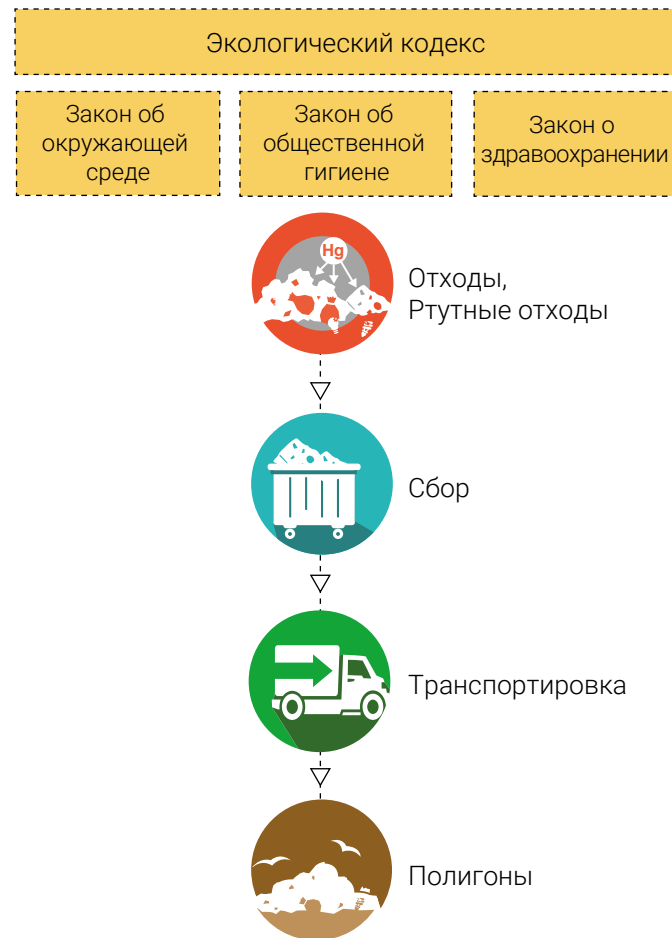 Экологический кодекс
Закон об
окружающей
среде
Закон об
общественной
гигиене
Закон о
здравоохранении
Hg
Отходы,
Ртутные отходы
Сбор
Транспортировка
Полигоны